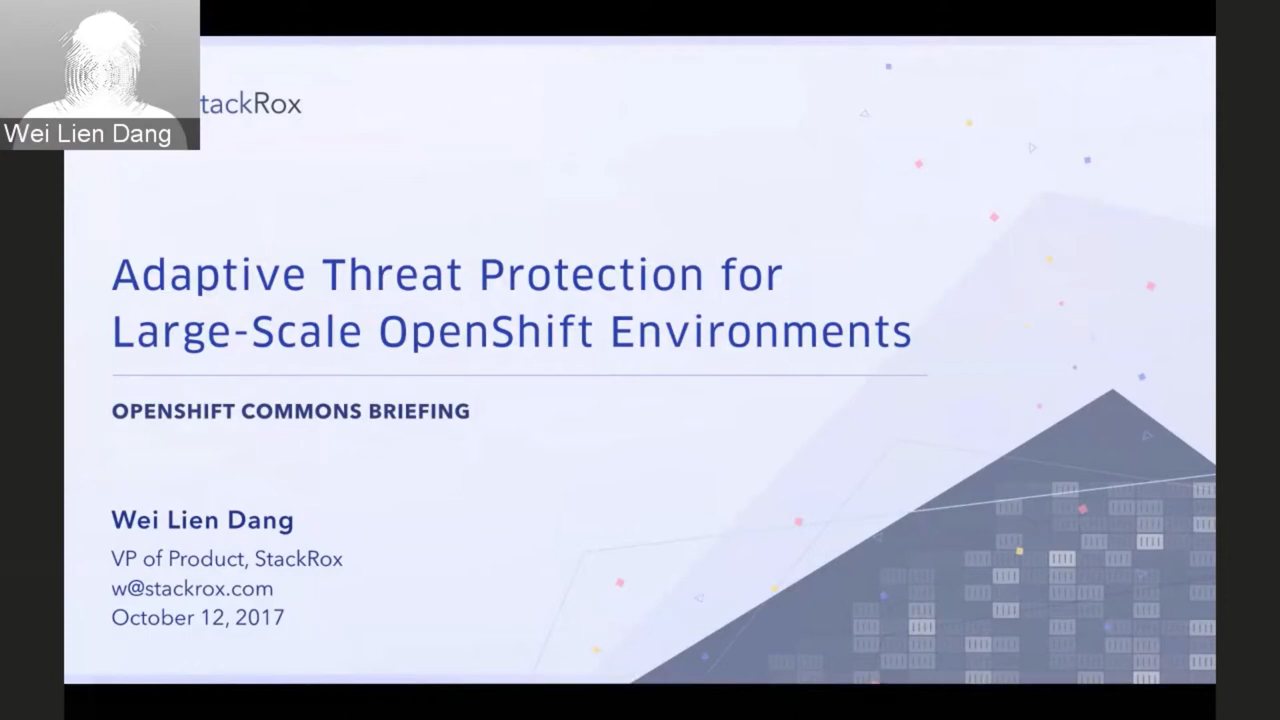 Wei Lien Dang
tackRox
Adaptive Threat Protection for
Large-Scale OpenShift Environments
OPENSHIFT COMMONS BRIEFING
Wei Lien Dang
VP of Product, StackRox
w@stackrox.com
October 12, 2017